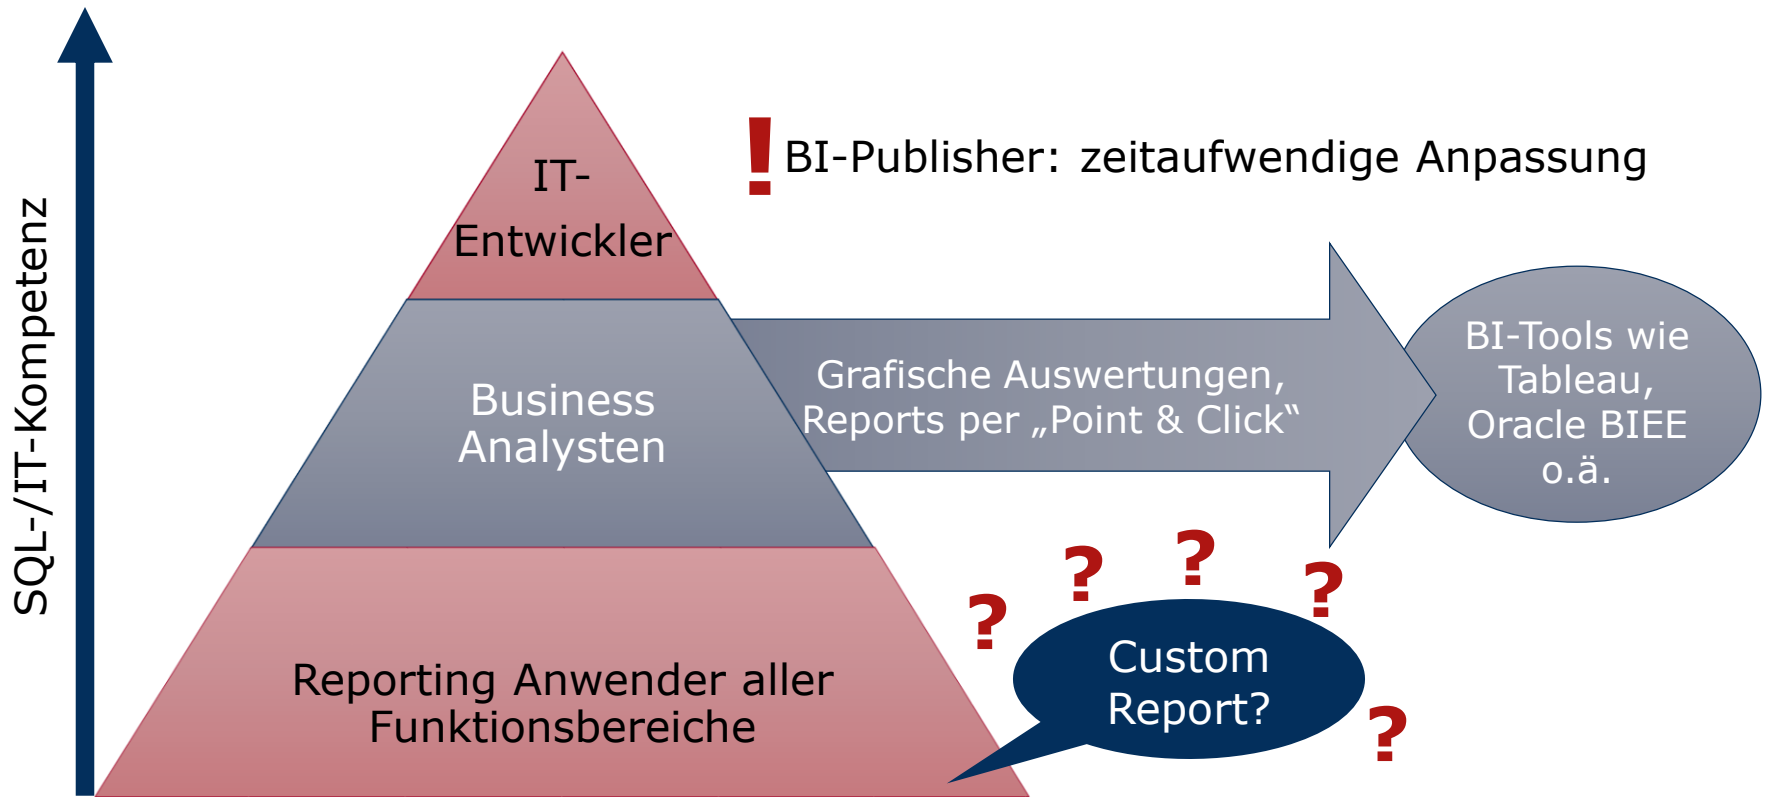 SQL-/IT-Kompetenz
IT-
Entwickler
! BI-Publisher: zeitaufwendige Anpassung
Business
Analysten
Grafische Auswertungen,
Reports per „Point & Click“
BI-Tools wie
Tableau,
Oracle BIEE
o.ä.
Reporting Anwender aller
Funktionsbereiche
? ? ? ? ?
Custom
Report?